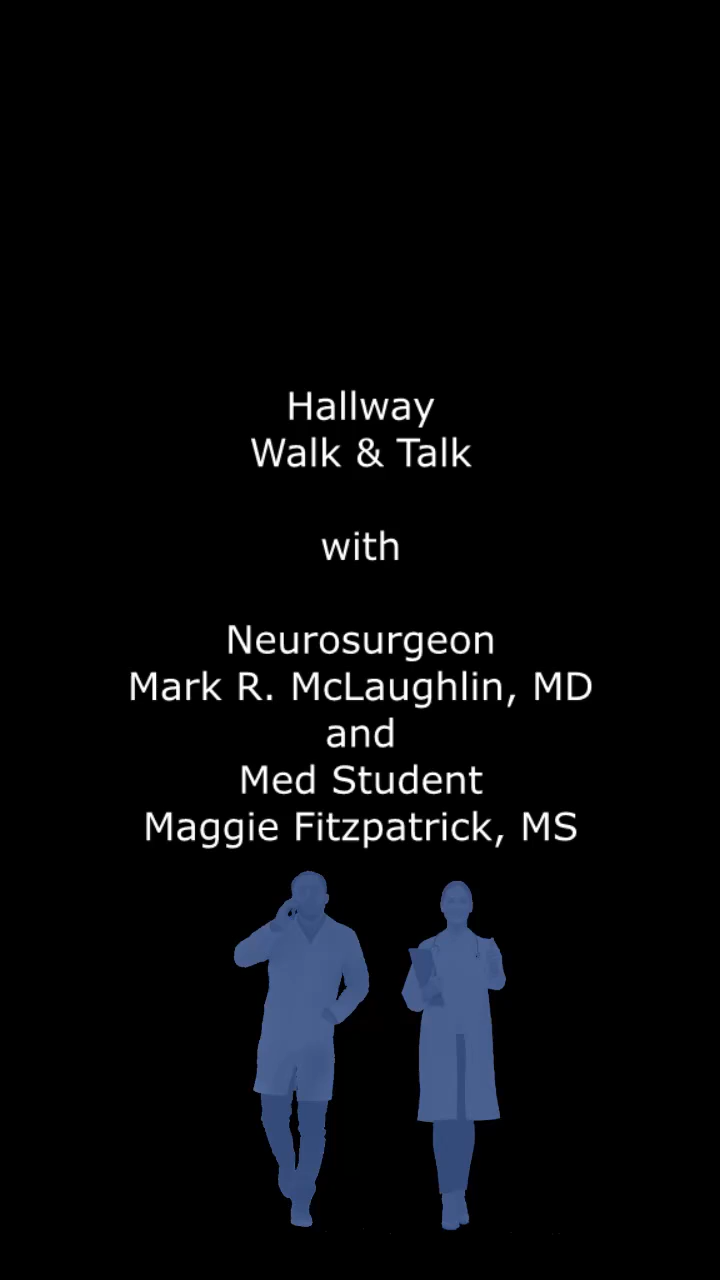 Hallway
Walk & Talk
with
Neurosurgeon
Mark R. McLaughlin, MD
and
Med Student
Maggie Fitzpatrick, MS